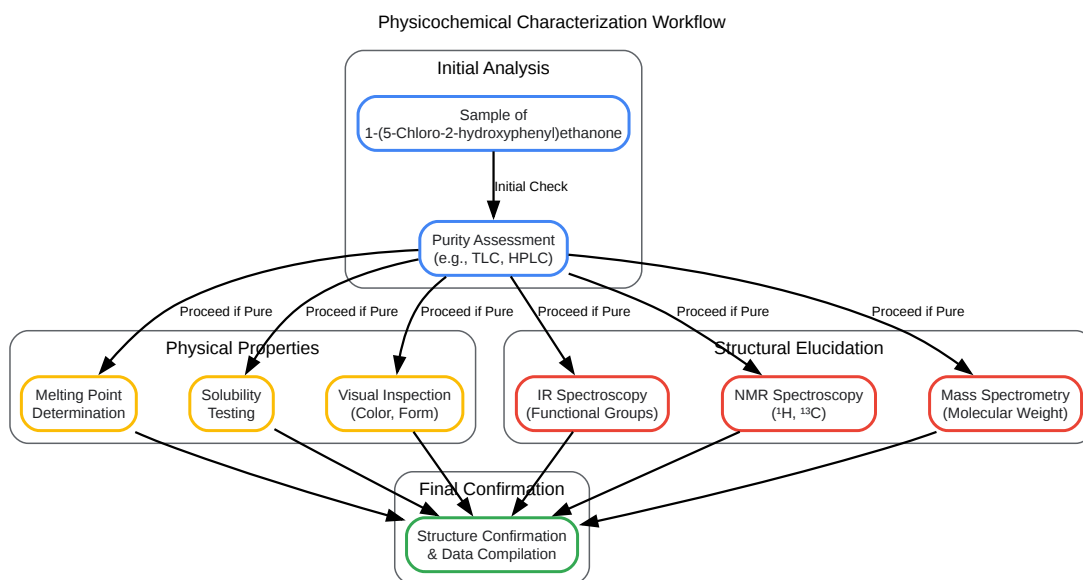 Physicochemical Characterization Workflow
Initial Analysis
Sample of
1-(5-Chloro-2-hydroxyphenyl)ethanone
Initial Check
Purity Assessment
(e.g., TLC, HPLC)
Proceed if Pure
Proceed if Pure
Proceed if Pure
Proceed if Pure
Proceed if Pure
Proceed if Pure
Physical Properties
Melting Point
Determination
Solubility
Testing
Visual Inspection
(Color, Form)
Structural Elucidation
IR Spectroscopy
(Functional Groups)
NMR Spectroscopy
(¹H, ¹³C)
Mass Spectrometry
(Molecular Weight)
Final Confirmation
Structure Confirmation
& Data Compilation